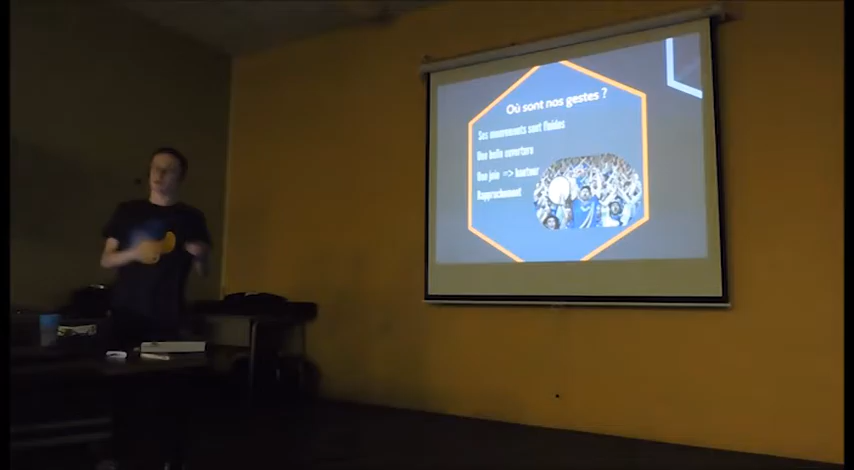 Où sont nos gestes ?
Ses mouvements sont fluides
Une belle ouverture
Une joie => hauteur
Rapprochement